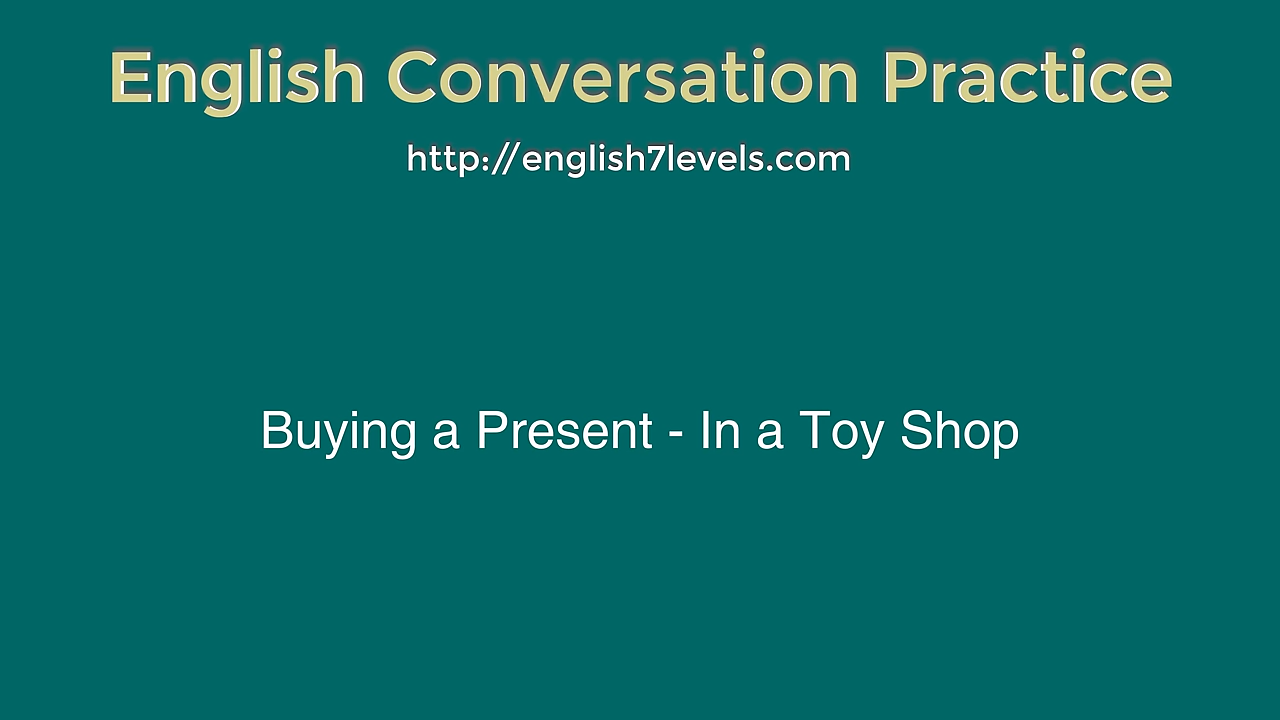 English Conversation Practice
http://english7levels.com
Buying a Present - In a Toy Shop